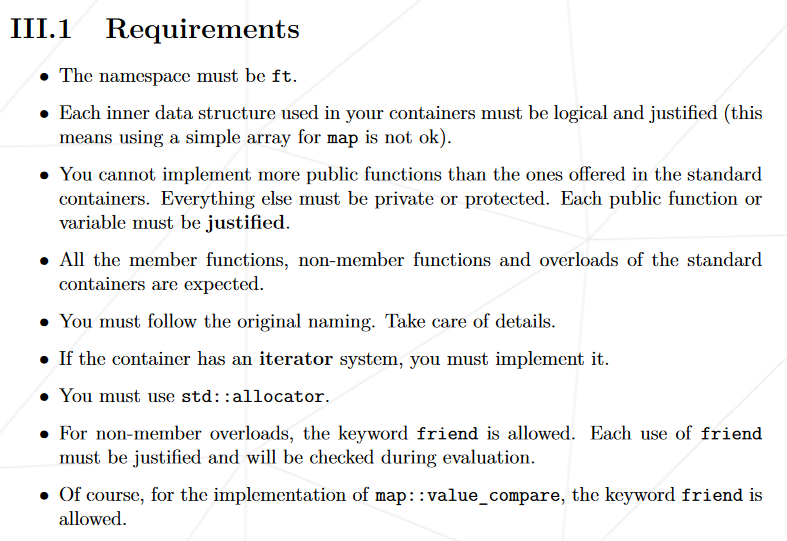 III.1 Requirements
• The namespace must be ft.
• Each inner data structure used in your containers must be logical and justified (this
means using a simple array for map is not ok).
• You cannot implement more public functions than the ones offered in the standard
containers. Everything else must be private or protected. Each public function or
variable must be justified.
• All the member functions, non-member functions and overloads of the standard
containers are expected.
• You must follow the original naming. Take care of details.
• If the container has an iterator system, you must implement it.
• You must use std::allocator.
• For non-member overloads, the keyword friend is allowed. Each use of friend
must be justified and will be checked during evaluation.
• Of course, for the implementation of map::value_compare, the keyword friend is
allowed.